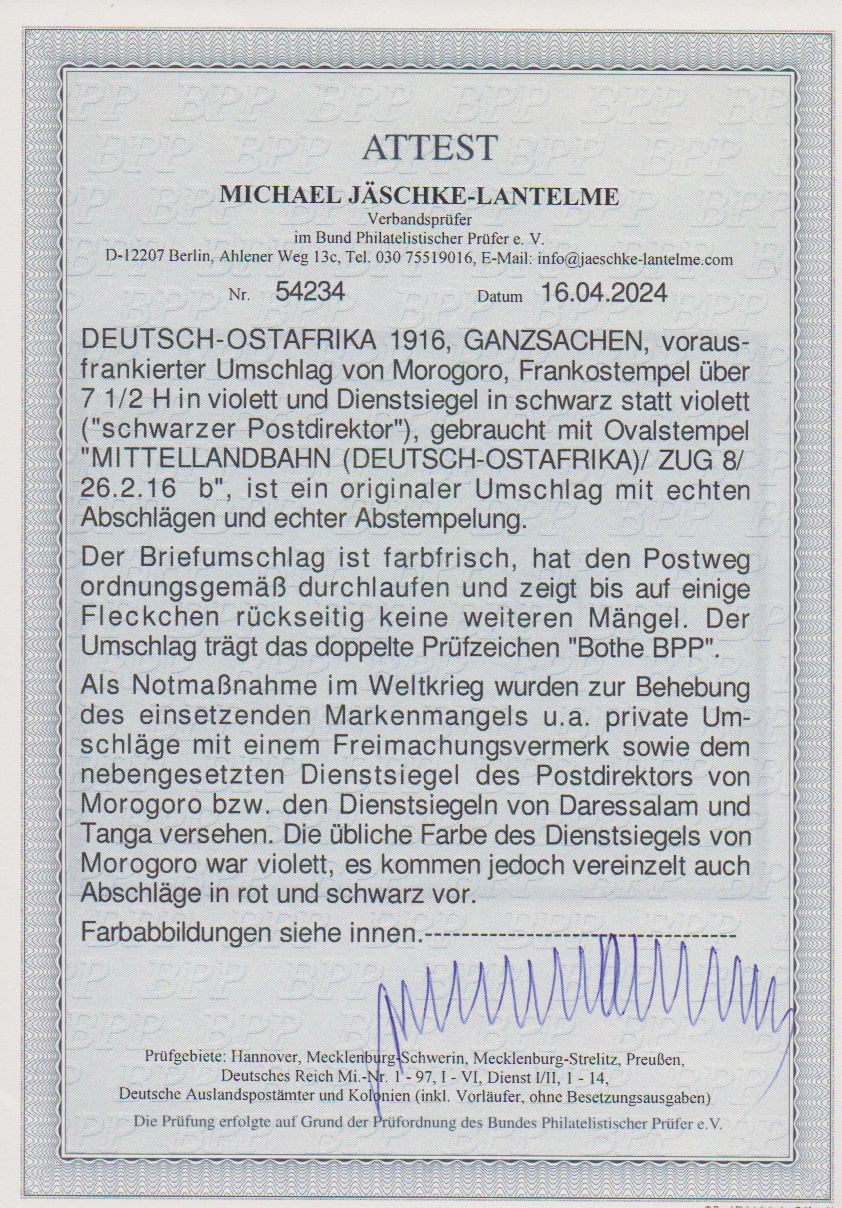 ATTEST
MICHAEL JÄSCHKE-LANTELME
Verbandsprüfer
im Bund Philatelistischer Prüfer e. V.
D-12207 Berlin, Ahlener Weg 13c, Tel. 030 75519016, E-Mail: info@jaeschke-lantelme.com
Nr. 54234 Datum 16.04.2024
DEUTSCH-OSTAFRIKA 1916, GANZSACHEN, voraus-
frankierter Umschlag von Morogoro, Frankostempel über
7 1/2 H in violett und Dienstsiegel in schwarz statt violett
("schwarzer Postdirektor"), gebraucht mit Ovalstempel
"MITTELLANDBAHN (DEUTSCH-OSTAFRIKA)/ ZUG 8/
26.2.16 b", ist ein originaler Umschlag mit echten
Abschlägen und echter Abstempelung.
Der Briefumschlag ist farbfrisch, hat den Postweg
ordnungsgemäß durchlaufen und zeigt bis auf einige
Fleckchen rückseitig keine weiteren Mängel. Der
Umschlag trägt das doppelte Prüfzeichen "Bothe BPP".
Als Notmaßnahme im Weltkrieg wurden zur Behebung
des einsetzenden Markenmangels u.a. private Um-
schläge mit einem Freimachungsvermerk sowie dem
nebengesetzten Dienstsiegel des Postdirektors von
Morogoro bzw. den Dienstsiegeln von Daressalam und
Tanga versehen. Die übliche Farbe des Dienstsiegels von
Morogoro war violett, es kommen jedoch vereinzelt auch
Abschläge in rot und schwarz vor.
Farbabbildungen siehe innen.--------------------------------
Prüfgebiete: Hannover, Mecklenburg-Schwerin, Mecklenburg-Strelitz, Preußen,
Deutsches Reich Mi.-Nr. 1 - 97, I - VI, Dienst I/II, 1 - 14,
Deutsche Auslandspostämter und Kolonien (inkl. Vorläufer, ohne Besetzungsausgaben)
Die Prüfung erfolgte auf Grund der Prüfordnung des Bundes Philatelistischer Prüfer e.V.